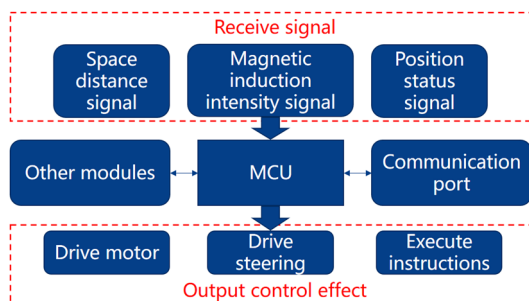 Receive signal
Space
distance
signal
Magnetic
induction
intensity signal
Position
status
signal
Other modules
MCU
Communication
port
Drive motor
Drive
steering
Execute
instructions
Output control effect